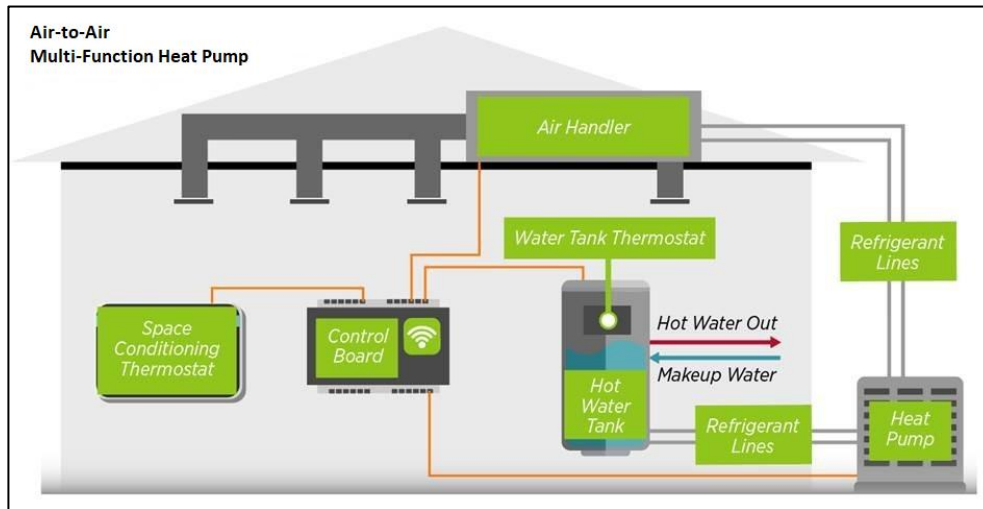 Air-to-Air
Multi-Function Heat Pump
Air Handler
Water Tank Thermostat
Refrigerant
Lines
Space
Conditioning
Thermostat
Control
Board
Hot Water Out
Makeup Water
Hot
Water
Tank
Refrigerant
Lines
Heat
Pump